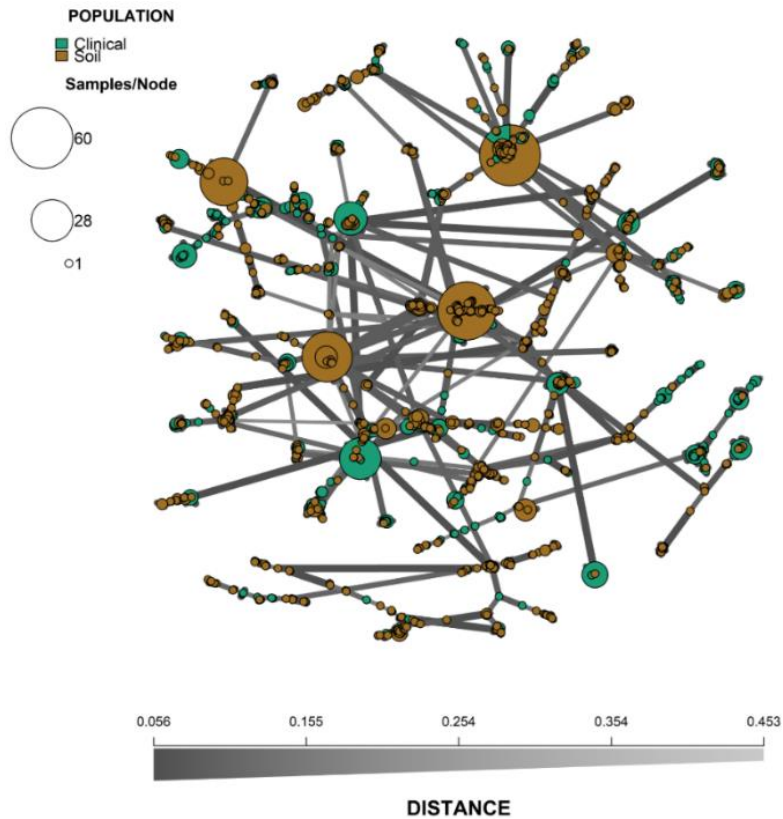 POPULATION
Clinical
Soil
Samples/Node
60
28
1
0.056 0.155 0.254 0.354 0.453
DISTANCE